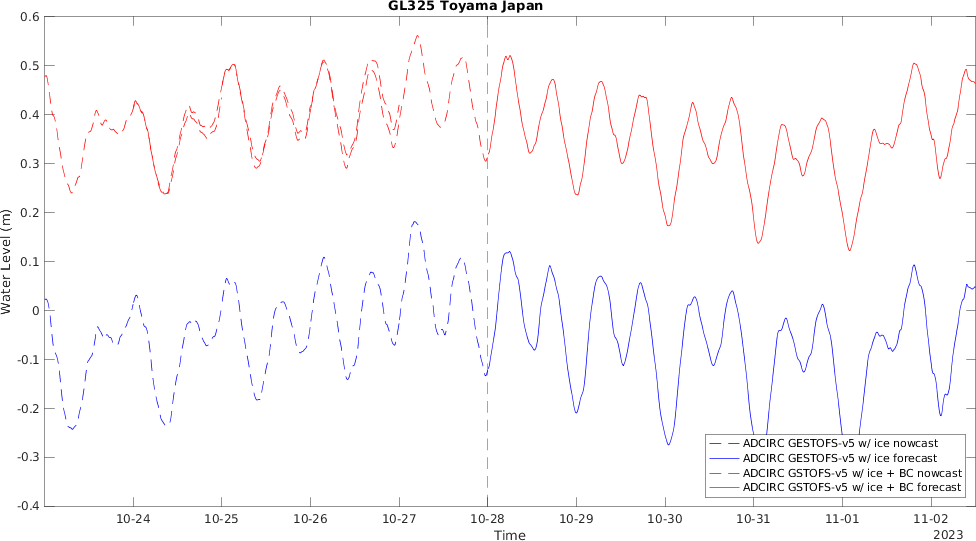 GL325 Toyama Japan
Water Level (m)
0.6
0.5
0.4
0.3
0.2
0.1
0
-0.1
-0.2
-0.3
-0.4
ADCIRC GESTOFS-v5 w/ ice nowcast
ADCIRC GESTOFS-v5 w/ ice forecast
ADCIRC GSTOFS-v5 w/ ice + BC nowcast
ADCIRC GSTOFS-v5 w/ ice + BC forecast
10-24 10-25 10-26 10-27 10-28 10-29 10-30 10-31 11-01 11-02
Time
2023